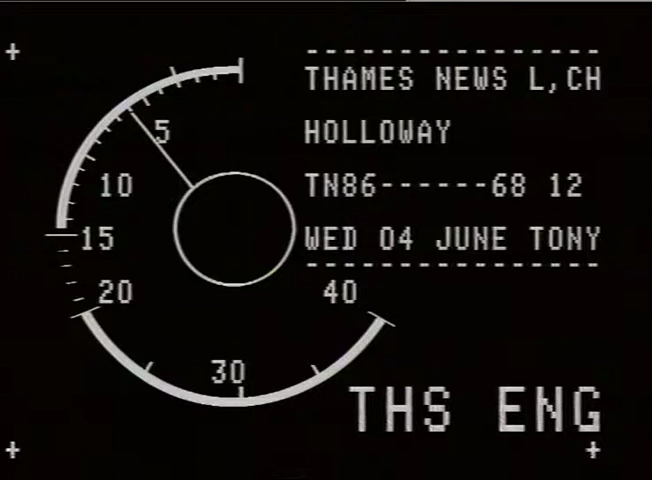 ----------------
THAMES NEWS L,CH
HOLLOWAY
TN86------68 12
WED 04 JUNE TONY
----------------
5
10
15
20
30
40
THS ENG